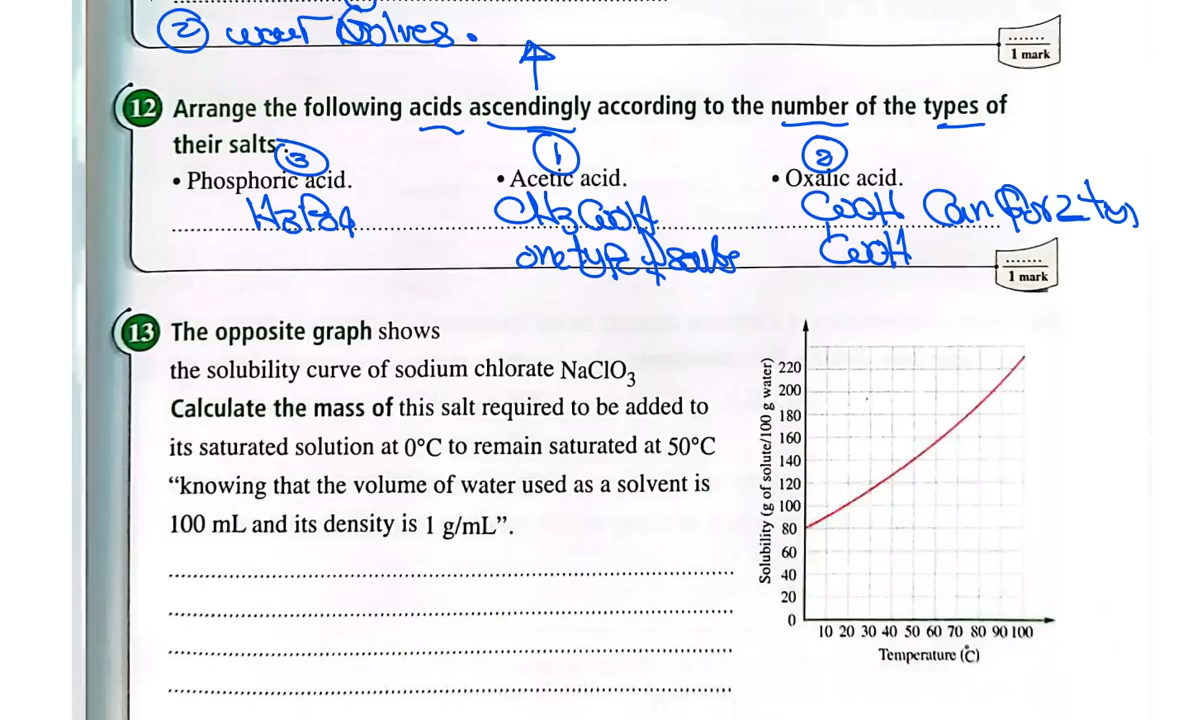 ② water
1 mark
12 Arrange the following acids ascendingly according to the number of the types of
their salts:
③ ① ②
• Phosphoric acid. • Acetic acid. • Oxalic acid.
H3PO4 CH3COOH COOH Can for 2
one type of salts COOH
1 mark
13 The opposite graph shows
the solubility curve of sodium chlorate NaClO₃
Calculate the mass of this salt required to be added to
its saturated solution at 0°C to remain saturated at 50°C
“knowing that the volume of water used as a solvent is
100 mL and its density is 1 g/mL”.
Solubility (g of solute/100 g water)
220
200
180
160
140
120
100
80
60
40
20
0
10 20 30 40 50 60 70 80 90 100
Temperature (°C)